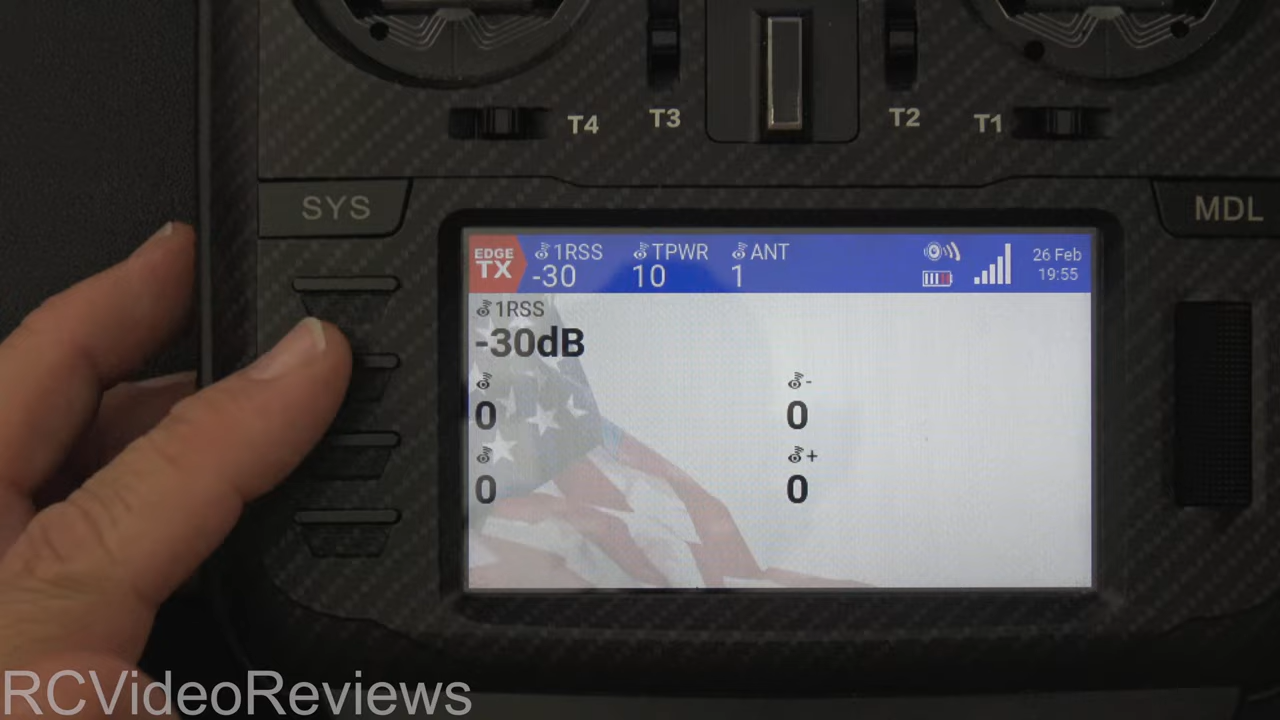 T4 T3 T2 T1
SYS
MDL
EDGE
TX
1RSS TPWR ANT
-30 10 1
26 Feb
19:55
1RSS
-30dB
-
0 0
+
0 0
RCVideoReviews